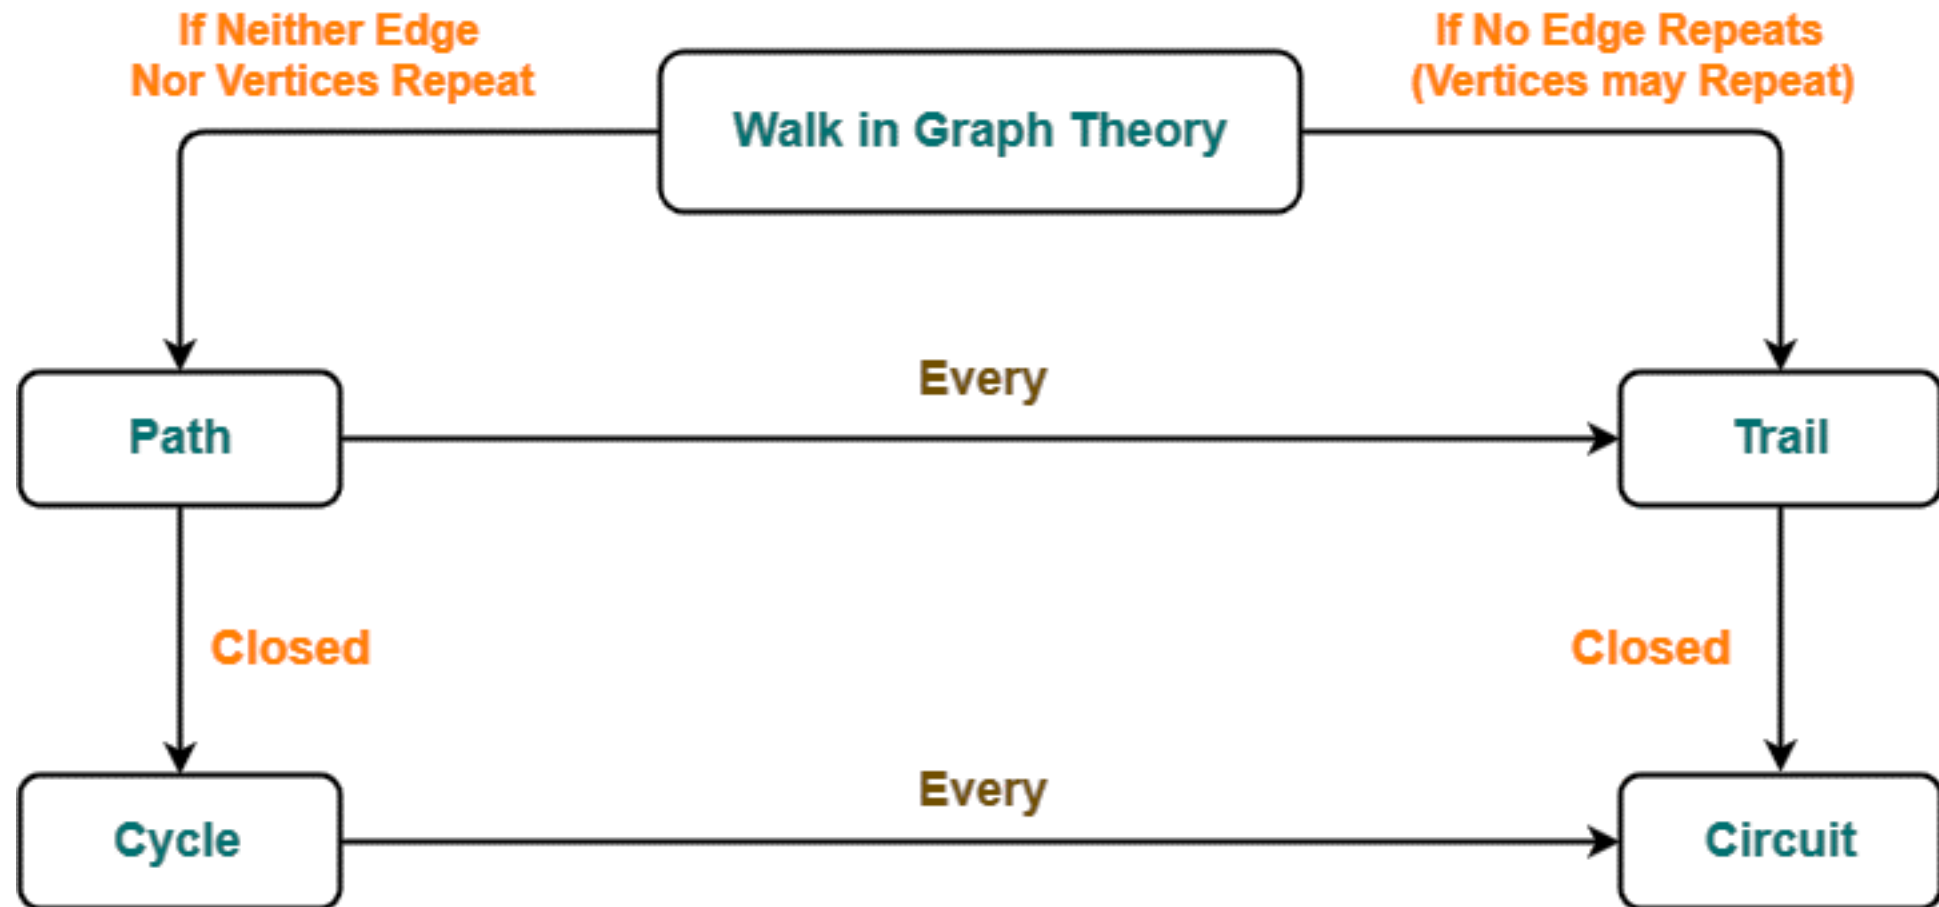 If Neither Edge
Nor Vertices Repeat
Walk in Graph Theory
If No Edge Repeats
(Vertices may Repeat)
Path
Every
Trail
Closed
Closed
Cycle
Every
Circuit